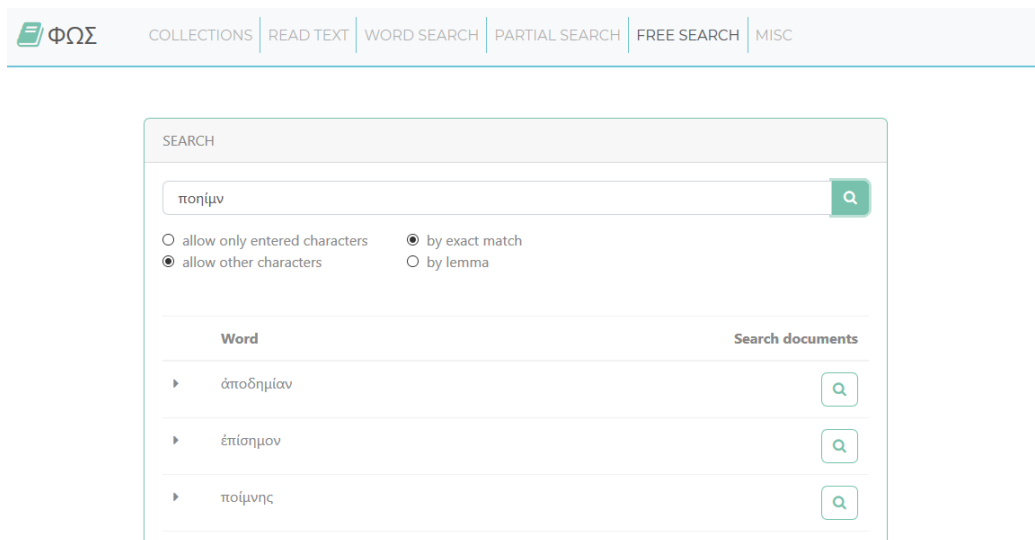 ΦΩΣ COLLECTIONS READ TEXT WORD SEARCH PARTIAL SEARCH FREE SEARCH MISC
SEARCH
ποηίμν
allow only entered characters by exact match
allow other characters by lemma
Word Search documents
ἀποδημίαν
ἐπίσημον
ποίμνης